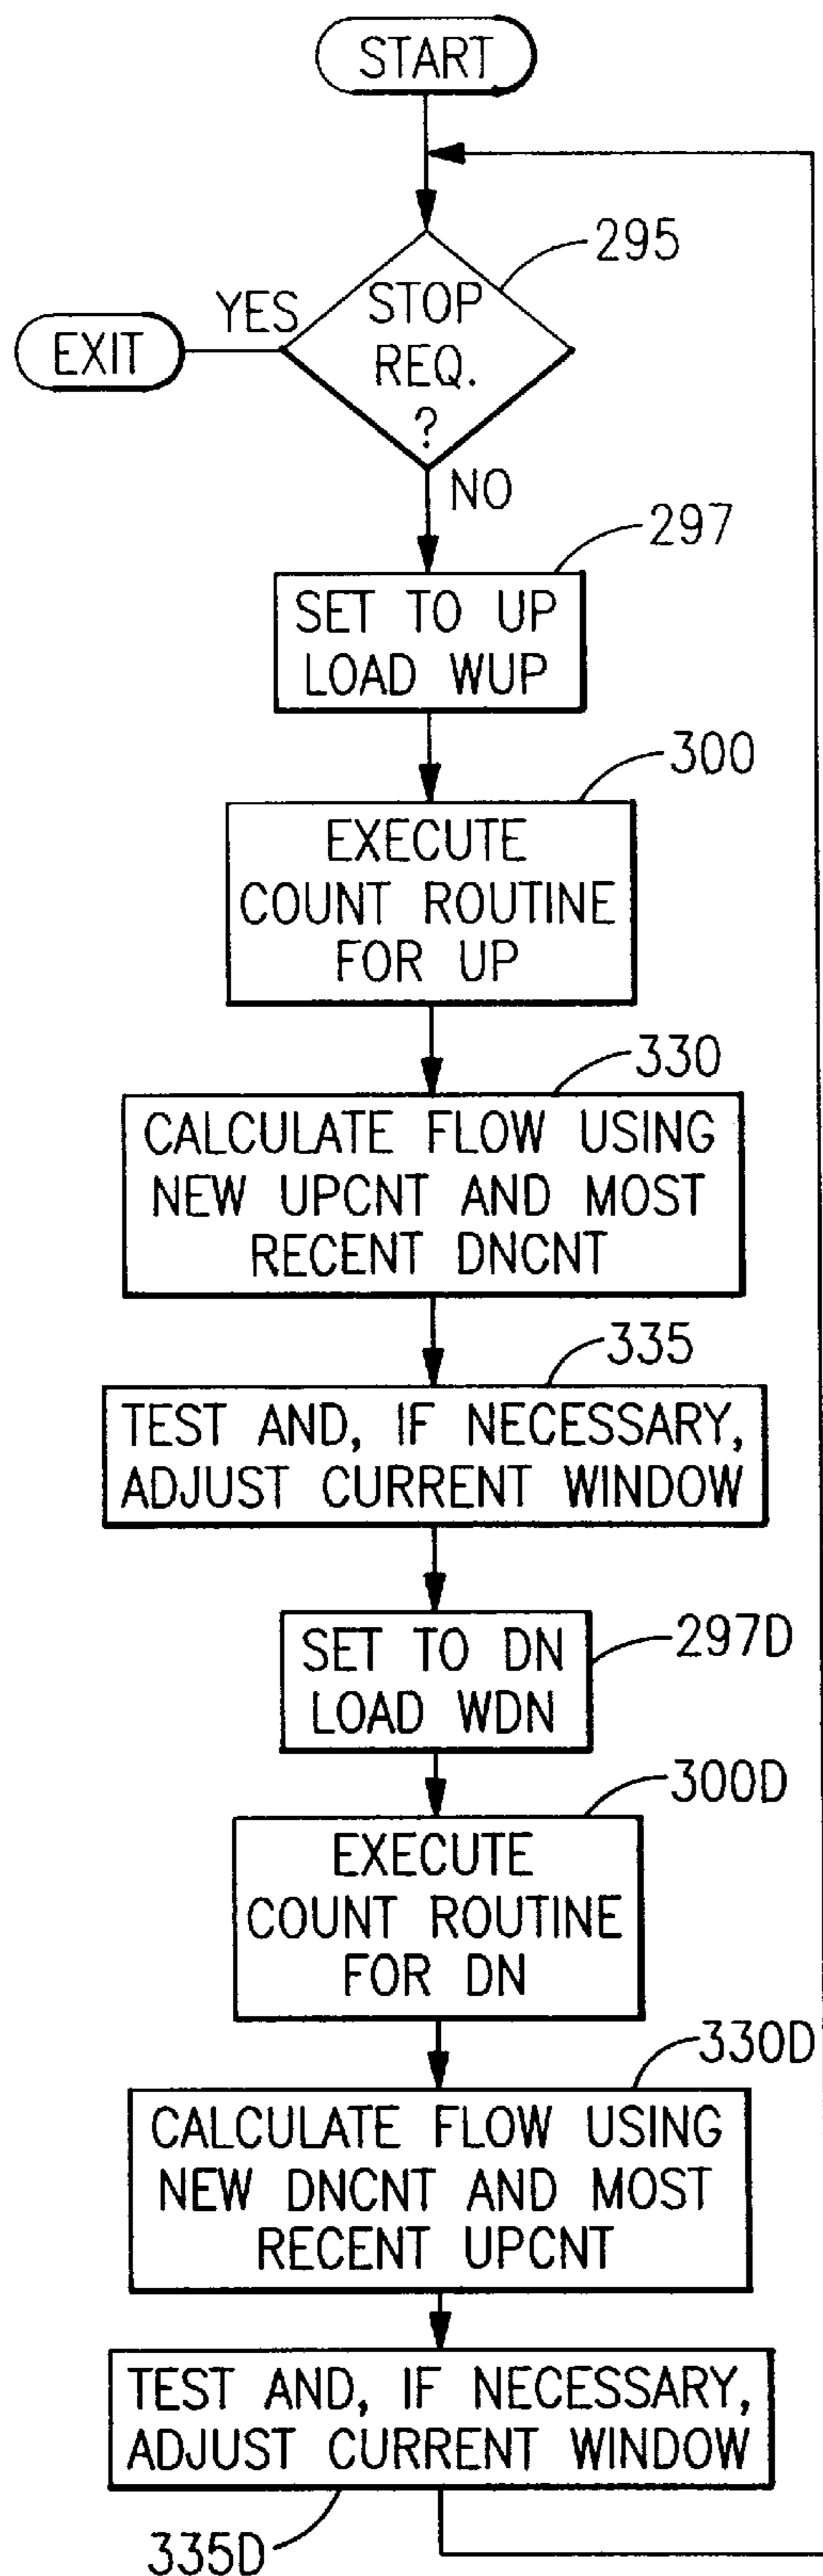 START
295
YES
STOP
REQ.
?
EXIT
NO
297
SET TO UP
LOAD WUP
300
EXECUTE
COUNT ROUTINE
FOR UP
330
CALCULATE FLOW USING
NEW UPCNT AND MOST
RECENT DNCNT
335
TEST AND, IF NECESSARY,
ADJUST CURRENT WINDOW
297D
SET TO DN
LOAD WDN
300D
EXECUTE
COUNT ROUTINE
FOR DN
330D
CALCULATE FLOW USING
NEW DNCNT AND MOST
RECENT UPCNT
TEST AND, IF NECESSARY,
ADJUST CURRENT WINDOW
335D